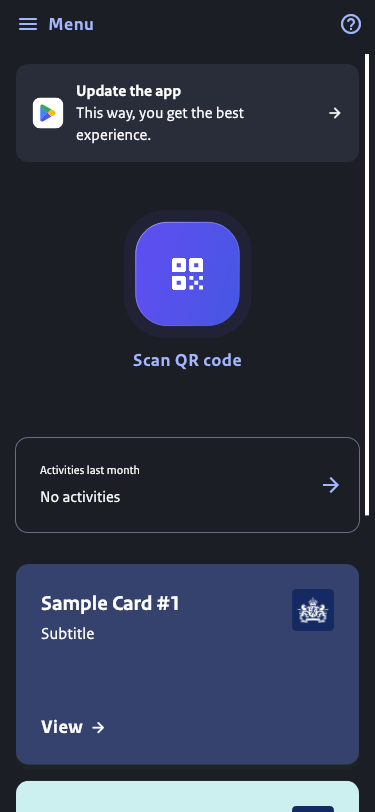 Menu
Update the app
This way, you get the best
experience.
Scan QR code
Activities last month
No activities
Sample Card #1
Subtitle
View